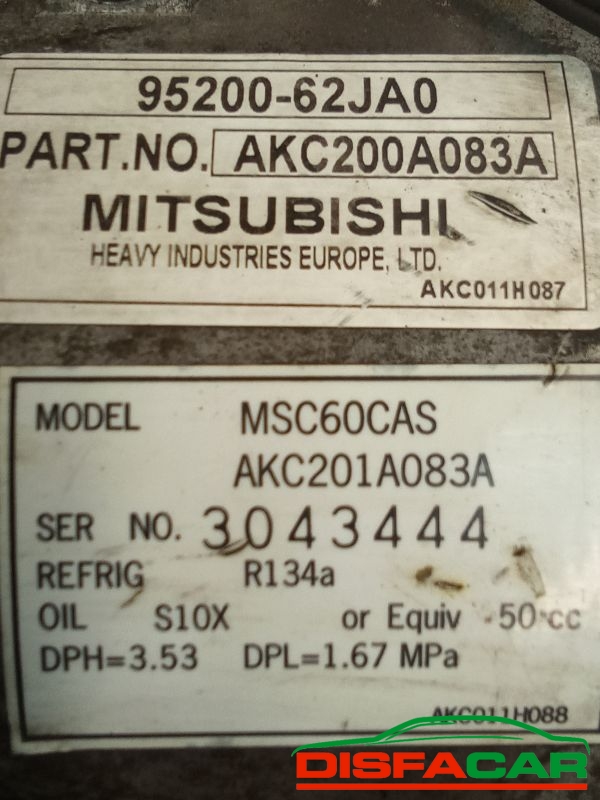 95200-62JA0
PART.NO. AKC200A083A
MITSUBISHI
HEAVY INDUSTRIES EUROPE, LTD.
AKC011H087
MODEL MSC60CAS
AKC201A083A
SER NO. 3043444
REFRIG R134a
OIL S10X or Equiv 50 cc
DPH=3.53 DPL=1.67 MPa
AKC011H088
DISFACAR